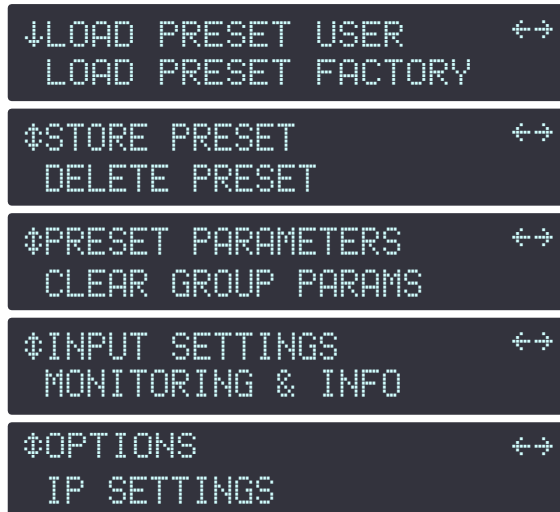 ↓LOAD PRESET USER ←→
LOAD PRESET FACTORY
↕STORE PRESET ←→
DELETE PRESET
↕PRESET PARAMETERS ←→
CLEAR GROUP PARAMS
↕INPUT SETTINGS ←→
MONITORING & INFO
↕OPTIONS ←→
IP SETTINGS